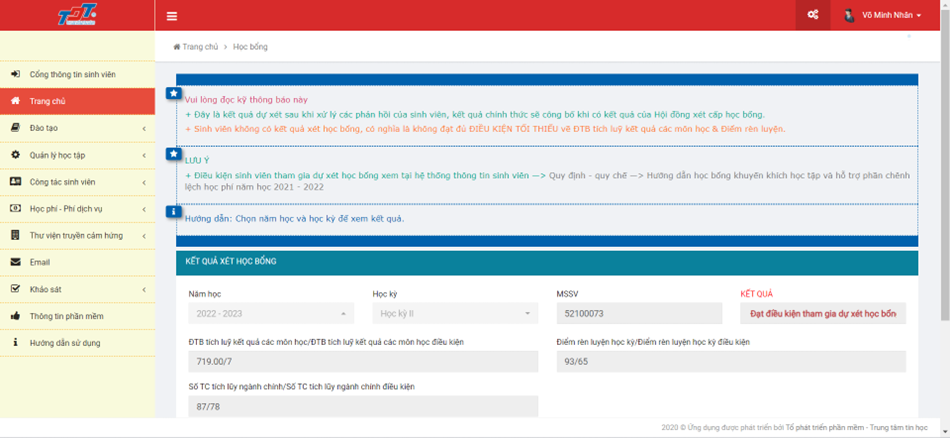 TDT
Võ Minh Nhân
Trang chủ > Học bổng
Cổng thông tin sinh viên
Trang chủ
Đào tạo
Quản lý học tập
Công tác sinh viên
Học phí - Phí dịch vụ
Thư viện truyền cảm hứng
Email
Khảo sát
Thông tin phần mềm
Hướng dẫn sử dụng
Vui lòng đọc kỹ thông báo này
+ Đây là kết quả dự xét sau khi xử lý các phản hồi của sinh viên, kết quả chính thức sẽ công bố khi có kết quả của Hội đồng xét cấp học bổng.
+ Sinh viên không có kết quả xét học bổng, có nghĩa là không đạt đủ ĐIỀU KIỆN TỐI THIỂU về ĐTB tích luỹ kết quả các môn học & Điểm rèn luyện.
LƯU Ý
+ Điều kiện sinh viên tham gia dự xét học bổng xem tại hệ thống thông tin sinh viên —> Quy định - quy chế —> Hướng dẫn học bổng khuyến khích học tập và hỗ trợ phần chênh
lệch học phí năm học 2021 - 2022
Hướng dẫn: Chọn năm học và học kỳ để xem kết quả.
KẾT QUẢ XÉT HỌC BỔNG
Năm học
Học kỳ
MSSV
KẾT QUẢ
2022 - 2023
Học kỳ II
52100073
Đạt điều kiện tham gia dự xét học bổn
ĐTB tích luỹ kết quả các môn học/ĐTB tích luỹ kết quả các môn học điều kiện
Điểm rèn luyện học kỳ/Điểm rèn luyện học kỳ điều kiện
719.00/7
93/65
Số TC tích lũy ngành chính/Số TC tích lũy ngành chính điều kiện
87/78
2020 © Ứng dụng được phát triển bởi Tổ phát triển phần mềm - Trung tâm tin học